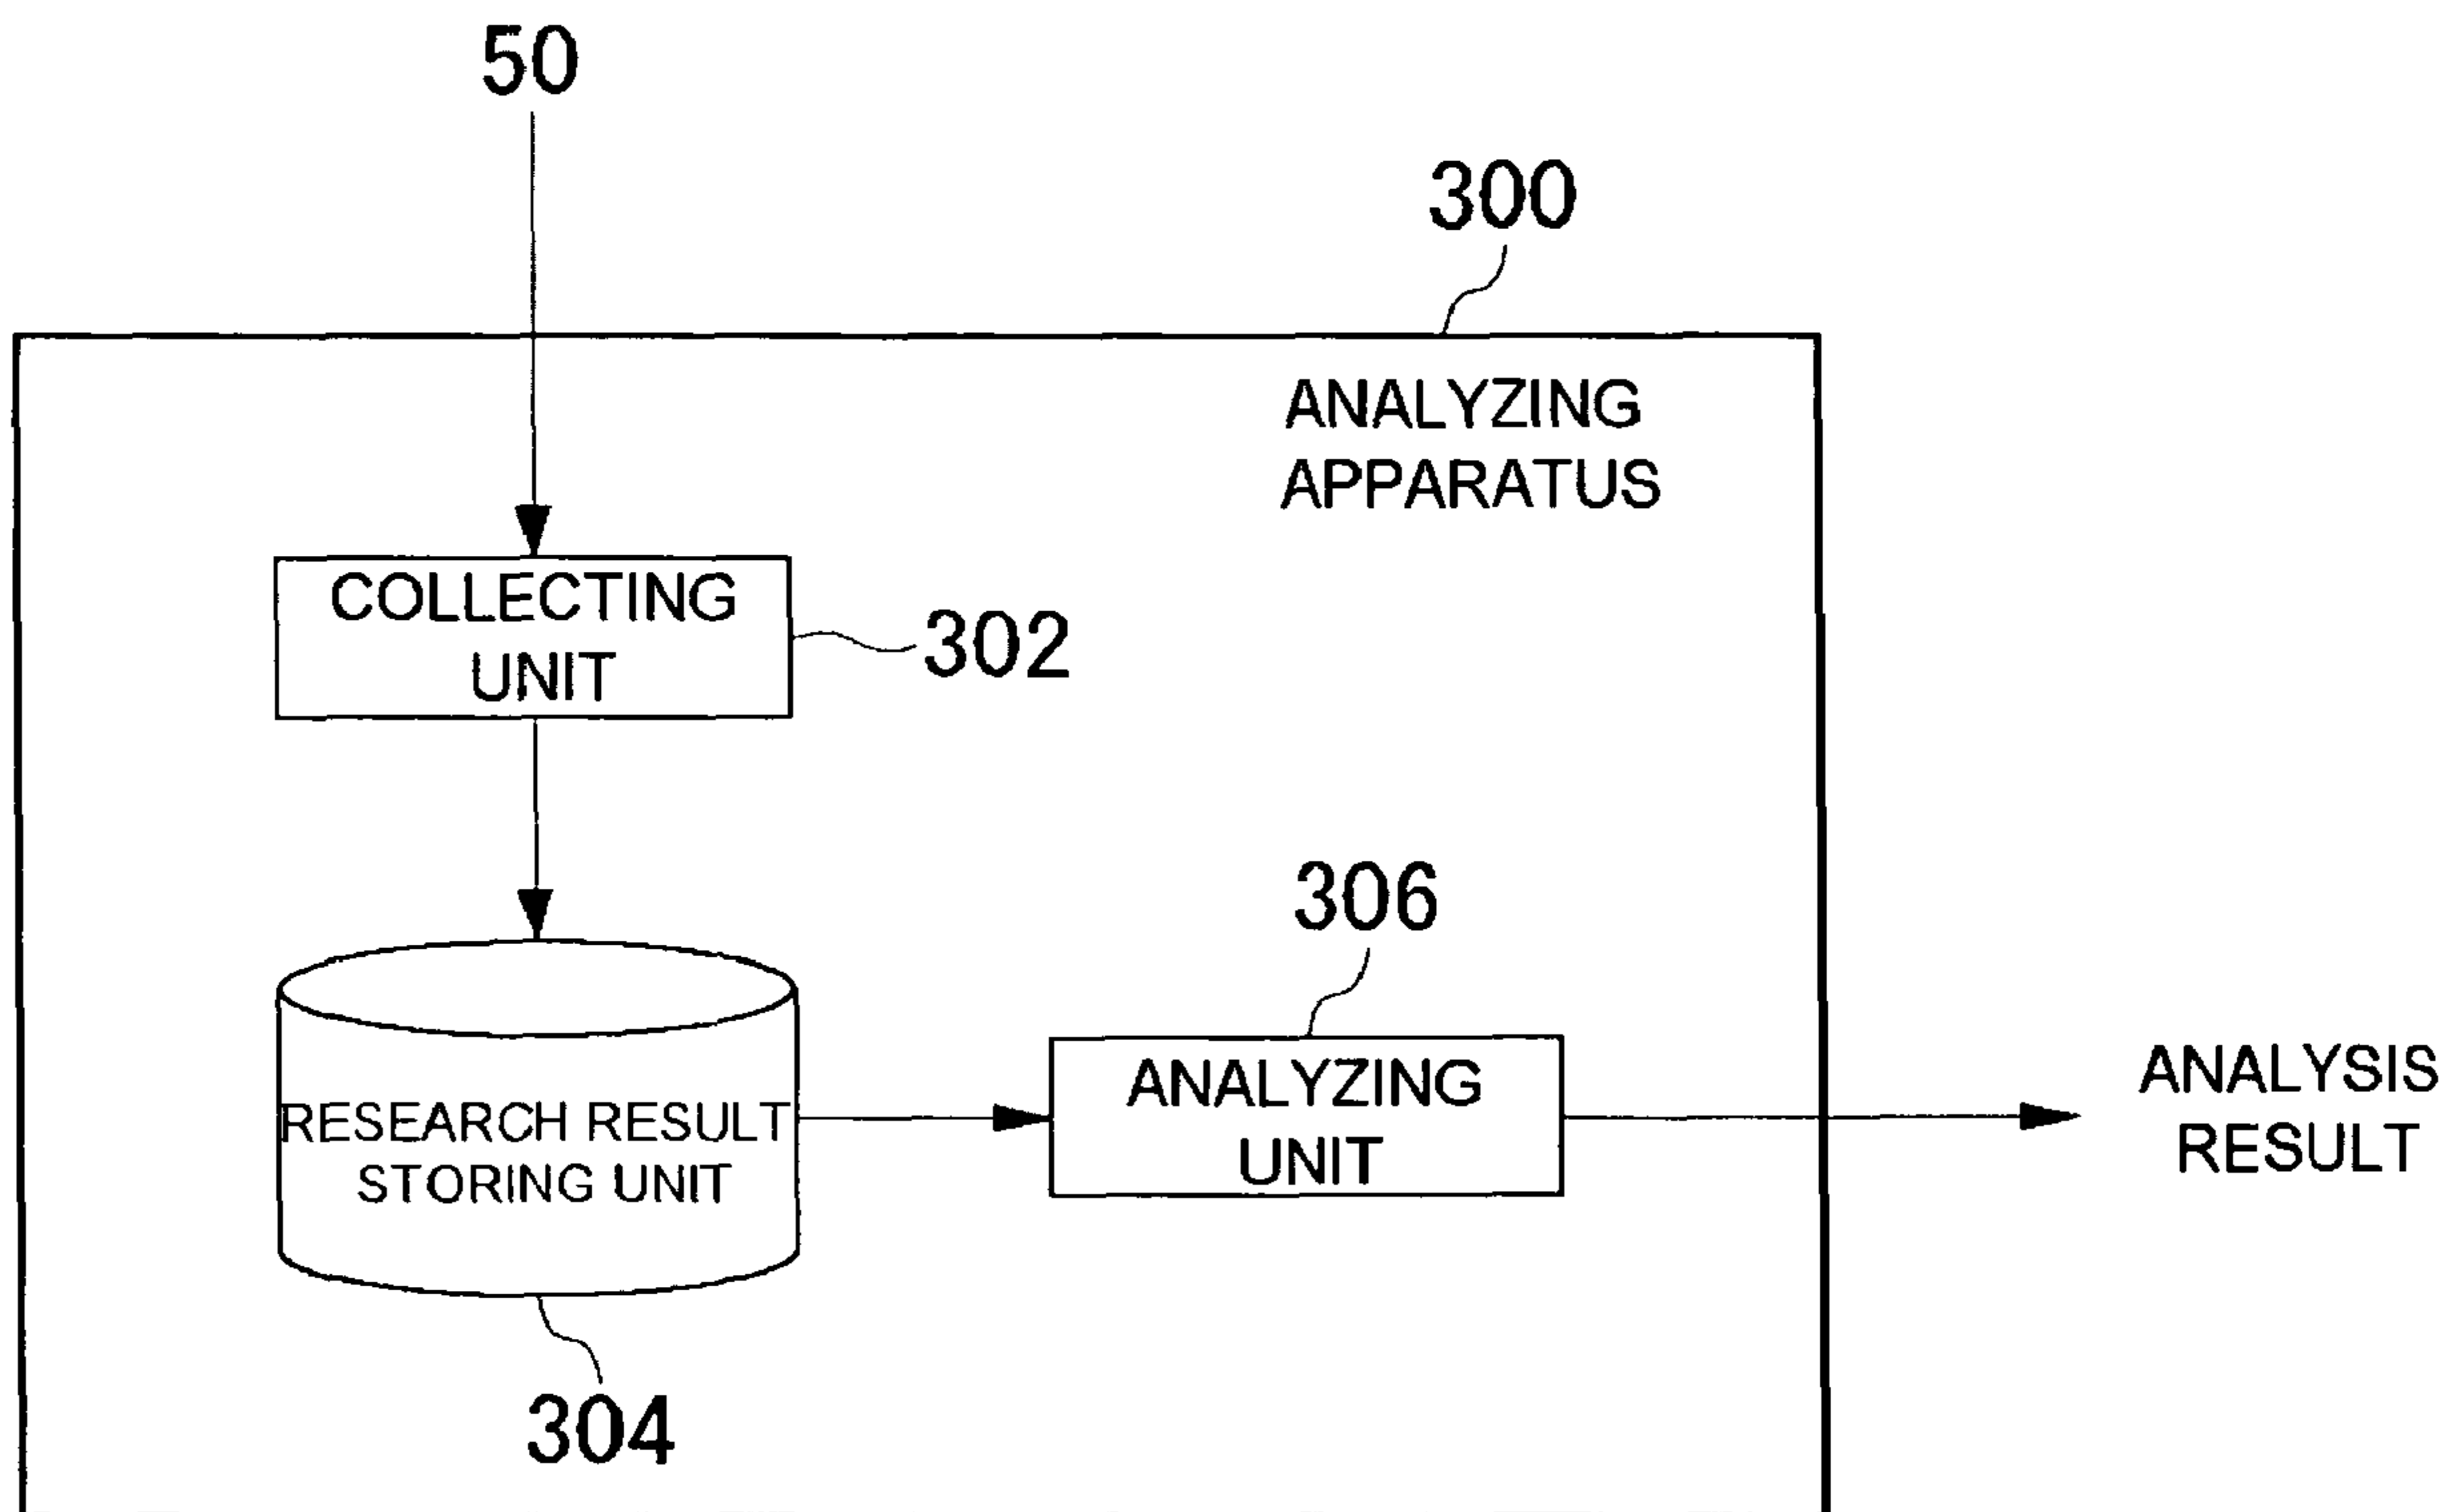 50
300
ANALYZING
APPARATUS
COLLECTING
UNIT
302
306
RESEARCH RESULT
STORING UNIT
ANALYZING
UNIT
ANALYSIS
RESULT
304